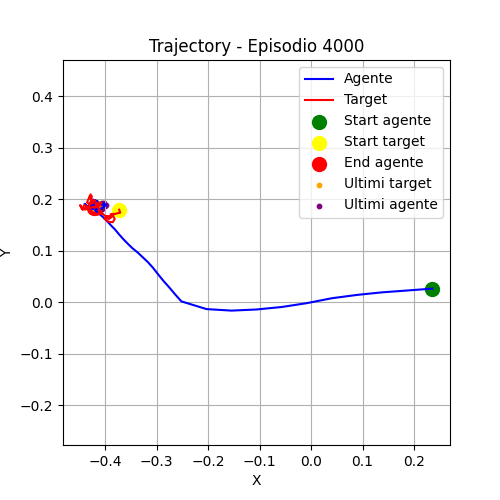 Trajectory - Episodio 4000
Agente
Target
Start agente
Start target
End agente
Ultimi target
Ultimi agente
0.4
0.3
0.2
0.1
0.0
−0.1
−0.2
Y
−0.4
−0.3
−0.2
−0.1
0.0
0.1
0.2
X